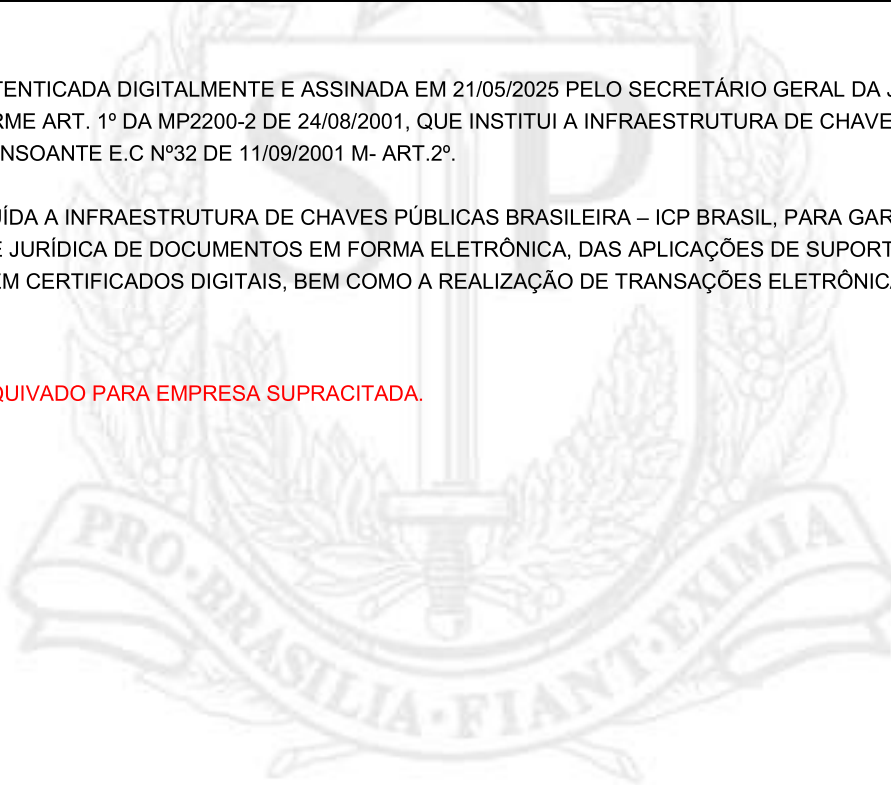 TENTICADA DIGITALMENTE E ASSINADA EM 21/05/2025 PELO SECRETÁRIO GERAL DA J
RME ART. 1º DA MP2200-2 DE 24/08/2001, QUE INSTITUI A INFRAESTRUTURA DE CHAVE
NSOANTE E.C Nº32 DE 11/09/2001 M- ART.2º.
ÍDA A INFRAESTRUTURA DE CHAVES PÚBLICAS BRASILEIRA – ICP BRASIL, PARA GAR
E JURÍDICA DE DOCUMENTOS EM FORMA ELETRÔNICA, DAS APLICAÇÕES DE SUPORT
EM CERTIFICADOS DIGITAIS, BEM COMO A REALIZAÇÃO DE TRANSAÇÕES ELETRÔNICA
QUIVADO PARA EMPRESA SUPRACITADA.
SP
PRO·BRASILIA·FIANT·EXIMIA